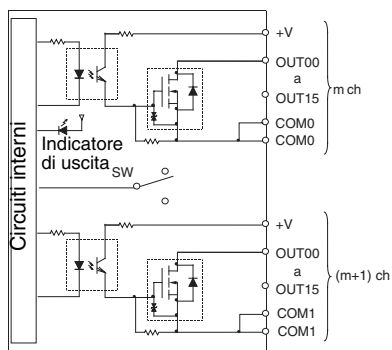 Circuiti interni
+V
OUT00
a
OUT15
COM0
COM0
m ch
Indicatore
di uscita
SW
+V
OUT00
a
OUT15
COM1
COM1
(m+1) ch